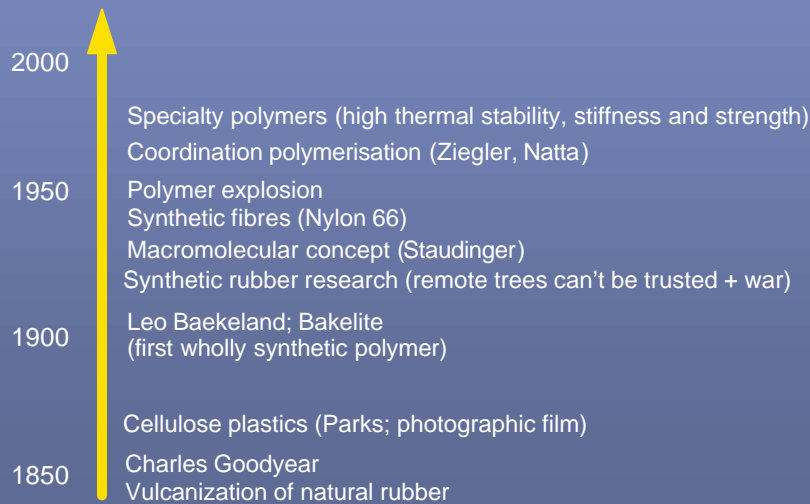 2000
Specialty polymers (high thermal stability, stiffness and strength)
Coordination polymerisation (Ziegler, Natta)
1950
Polymer explosion
Synthetic fibres (Nylon 66)
Macromolecular concept (Staudinger)
Synthetic rubber research (remote trees can’t be trusted + war)
Leo Baekeland; Bakelite
1900
(first wholly synthetic polymer)
Cellulose plastics (Parks; photographic film)
Charles Goodyear
1850
Vulcanization of natural rubber